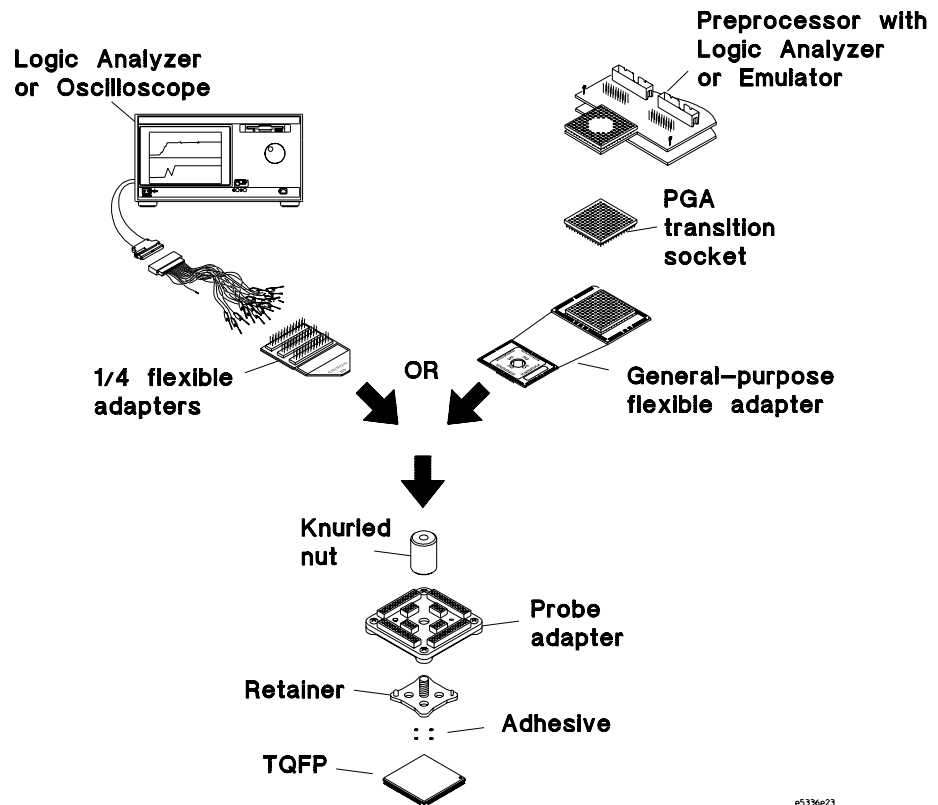 Logic Analyzer
or Oscilloscope
Preprocessor with
Logic Analyzer
or Emulator
PGA
transition
socket
1/4 flexible
adapters
OR
General-purpose
flexible adapter
Knurled
nut
Probe
adapter
Retainer
Adhesive
TQFP
e5336e23